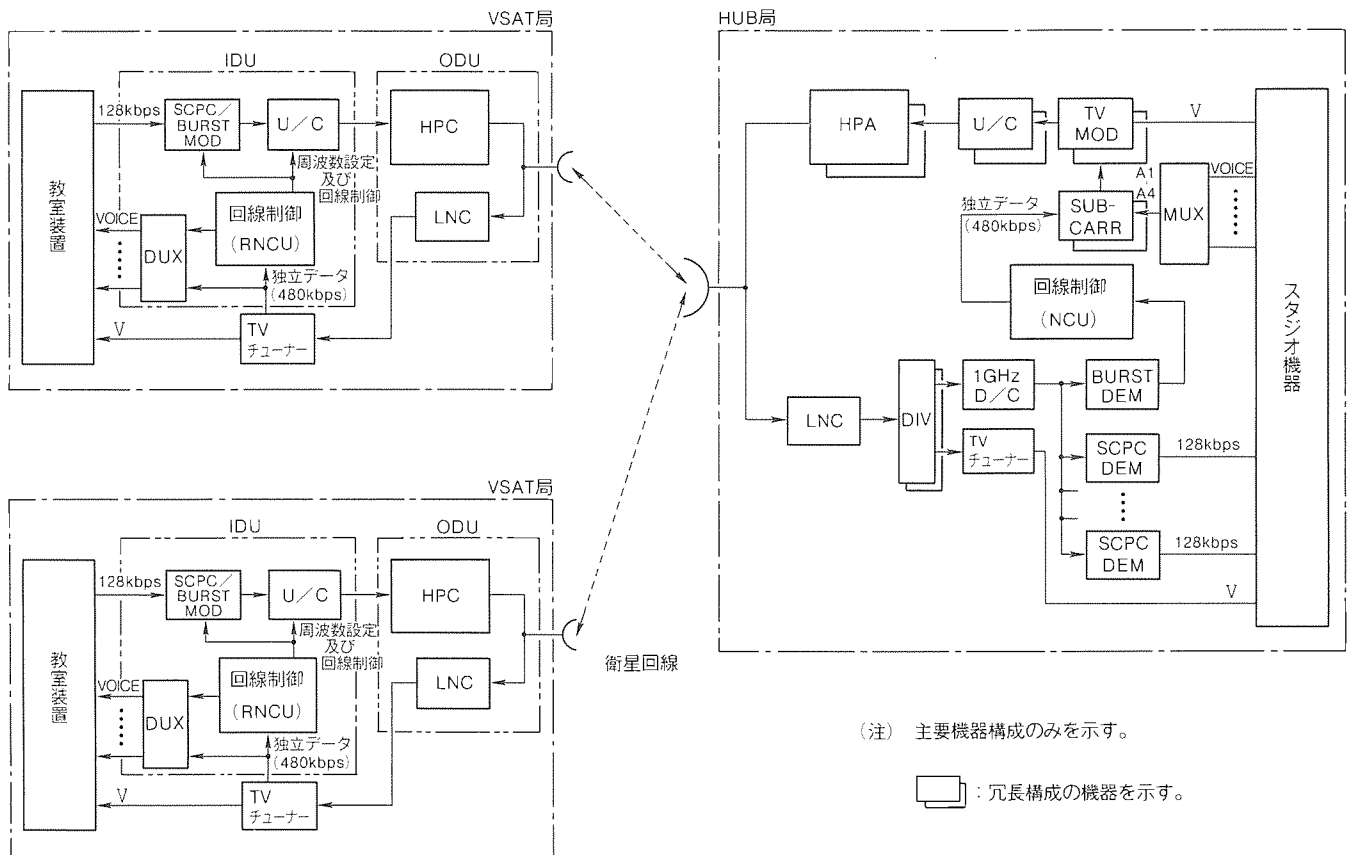 VSAT局
IDU
ODU
128kbps
SCPC/
BURST
MOD
U/C
HPC
周波数設定
及び
回線制御
教室装置
回線制御
(RNCU)
LNC
VOICE
DUX
独立データ
(480kbps)
V
TV
チューナー
VSAT局
IDU
ODU
128kbps
SCPC/
BURST
MOD
U/C
HPC
周波数設定
及び
回線制御
教室装置
回線制御
(RNCU)
LNC
VOICE
DUX
独立データ
(480kbps)
V
TV
チューナー
衛星回線
HUB局
HPA
U/C
TV
MOD
V
A1
A4
VOICE
独立データ
(480kbps)
SUB-
CARR
MUX
回線制御
(NCU)
スタジオ機器
LNC
DIV
1GHz
D/C
BURST
DEM
TV
チューナー
SCPC
DEM
128kbps
SCPC
DEM
128kbps
V
(注) 主要機器構成のみを示す。
:冗長構成の機器を示す。